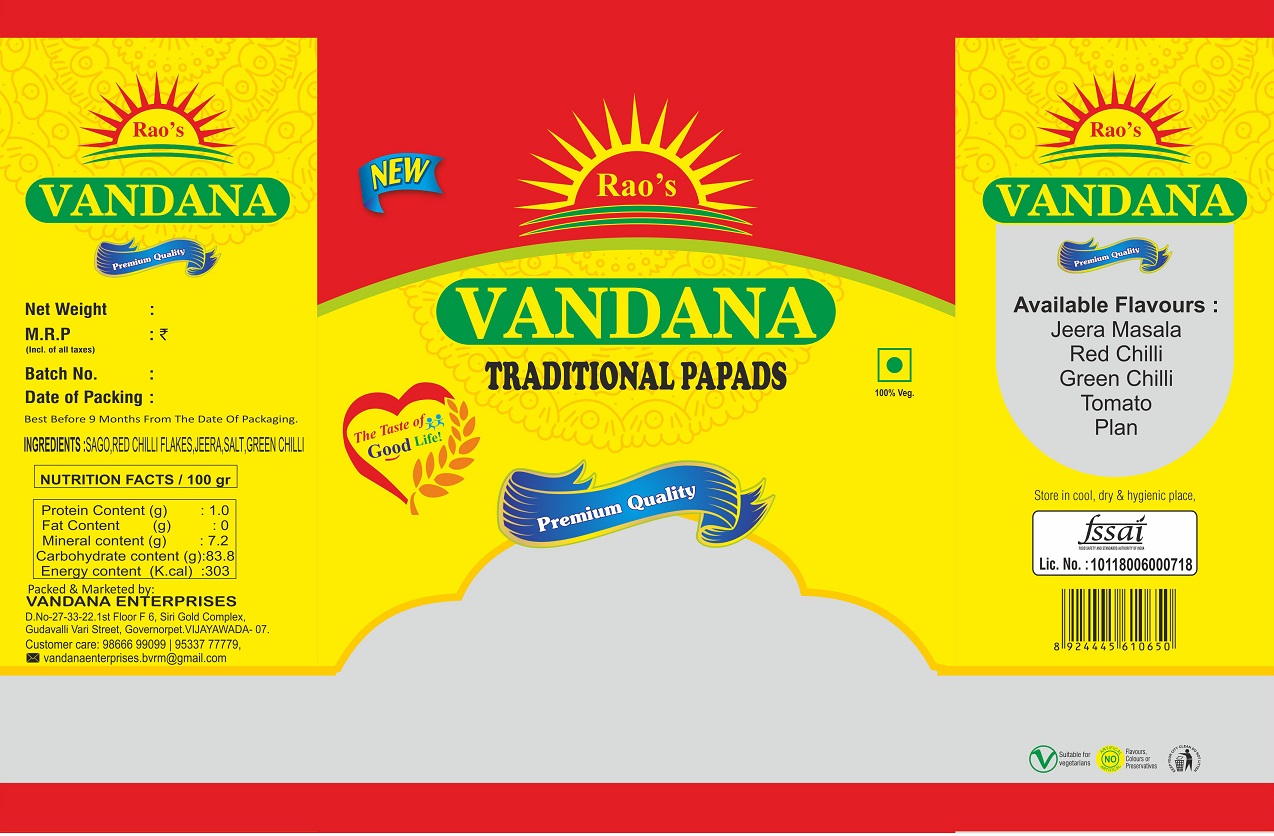 Rao's
VANDANA
Premium Quality
Net Weight :
M.R.P : ₹
(Incl. of all taxes)
Batch No. :
Date of Packing :
Best Before 9 Months From The Date Of Packaging.
INGREDIENTS :SAGO,RED CHILLI FLAKES,JEERA,SALT,GREEN CHILLI
NUTRITION FACTS / 100 gr
Protein Content (g) : 1.0
Fat Content (g) : 0
Mineral content (g) : 7.2
Carbohydrate content (g):83.8
Energy content (K.cal) :303
Packed & Marketed by:
VANDANA ENTERPRISES
D.No-27-33-22.1st Floor F 6, Siri Gold Complex,
Gudavalli Vari Street, Governorpet.VIJAYAWADA- 07.
Customer care: 98666 99099 | 95337 77779,
vandanaenterprises.bvrm@gmail.com
NEW
Rao's
VANDANA
TRADITIONAL PAPADS
100% Veg.
The Taste of
Good Life!
Premium Quality
Rao's
VANDANA
Premium Quality
Available Flavours :
Jeera Masala
Red Chilli
Green Chilli
Tomato
Plan
Store in cool, dry & hygienic place,
fssai
FOOD SAFETY AND STANDARDS AUTHORITY OF INDIA
Lic. No. : 10118006000718
8 924445 610650
Suitable for
vegetarians
NO
Flavours,
Colours or
Preservatives